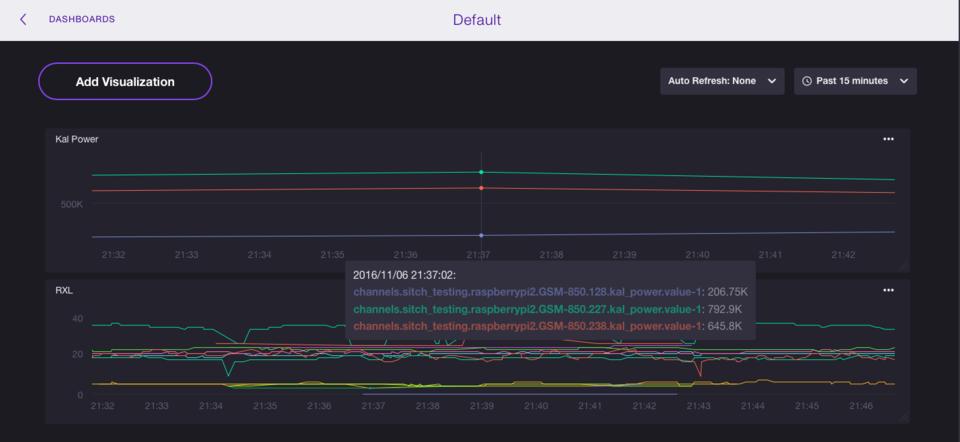 DASHBOARDS
Default
Add Visualization
Auto Refresh: None
Past 15 minutes
Kal Power
500K
21:32 21:33 21:34 21:35 21:36 21:37 21:38 21:39 21:40 21:41 21:42
2016/11/06 21:37:02:
channels.sitch_testing.raspberrypi2.GSM-850.128.kal_power.value-1: 206.75K
channels.sitch_testing.raspberrypi2.GSM-850.227.kal_power.value-1: 792.9K
channels.sitch_testing.raspberrypi2.GSM-850.238.kal_power.value-1: 645.8K
RXL
40
20
0
21:32 21:33 21:34 21:35 21:36 21:37 21:38 21:39 21:40 21:41 21:42 21:43 21:44 21:45 21:46